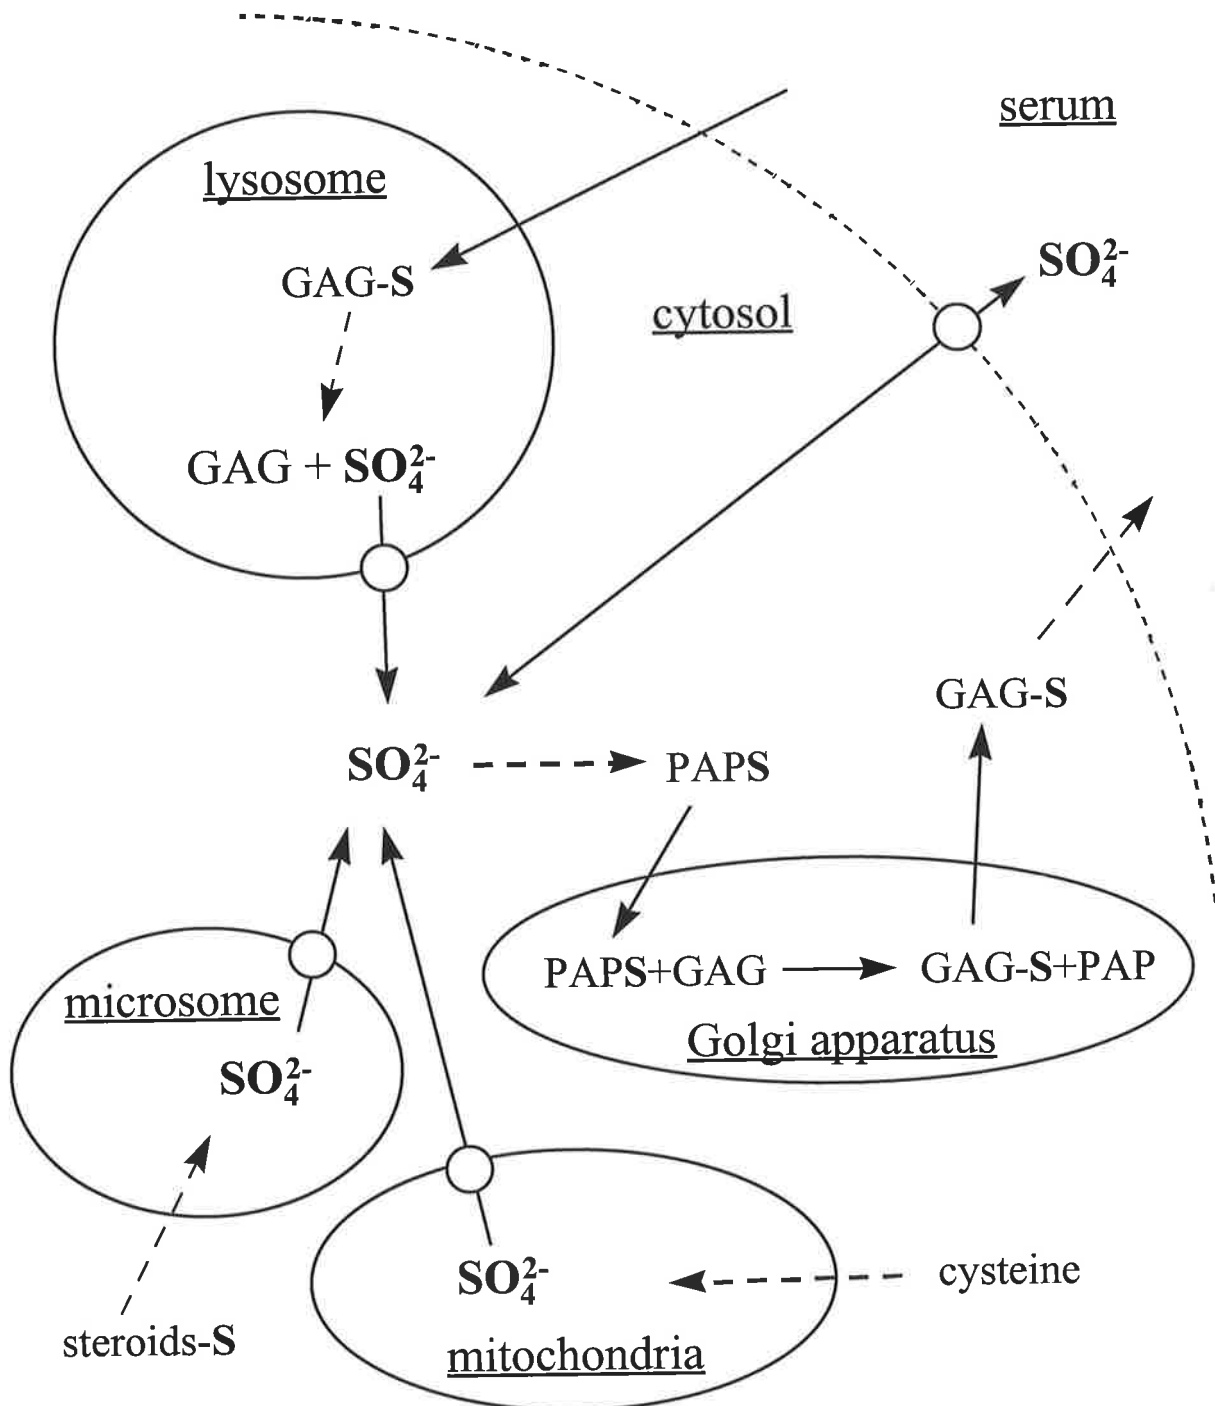 serum
lysosome
SO₄²⁻
GAG-S
cytosol
GAG + SO₄²⁻
GAG-S
SO₄²⁻
PAPS
PAPS+GAG
GAG-S+PAP
microsome
Golgi apparatus
SO₄²⁻
SO₄²⁻
cysteine
steroids-S
mitochondria